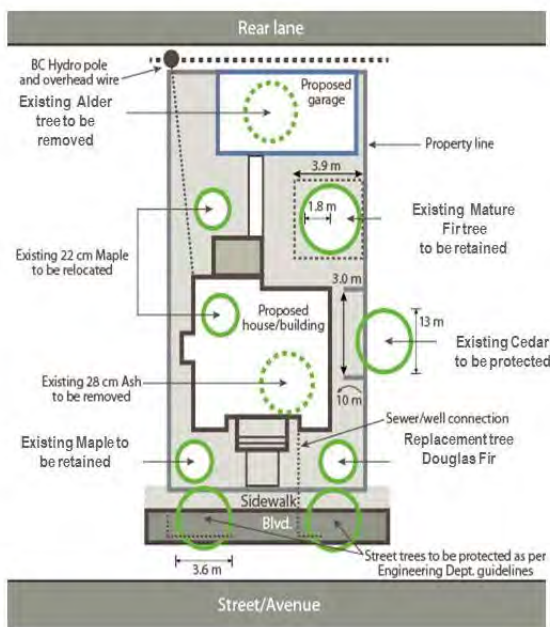 Rear lane
BC Hydro pole
and overhead wire
Existing Alder
tree to be
removed
Proposed
garage
Property line
3.9 m
1.8 m
Existing Mature
Fir tree
to be retained
Existing 22 cm Maple
to be relocated
3.0 m
Proposed
house/building
13 m
Existing Cedar
to be protected
Existing 28 cm Ash
to be removed
10 m
Sewer/well connection
Existing Maple to
be retained
Replacement tree
Douglas Fir
Sidewalk
Blvd.
Street trees to be protected as per
Engineering Dept. guidelines
3.6 m
Street/Avenue